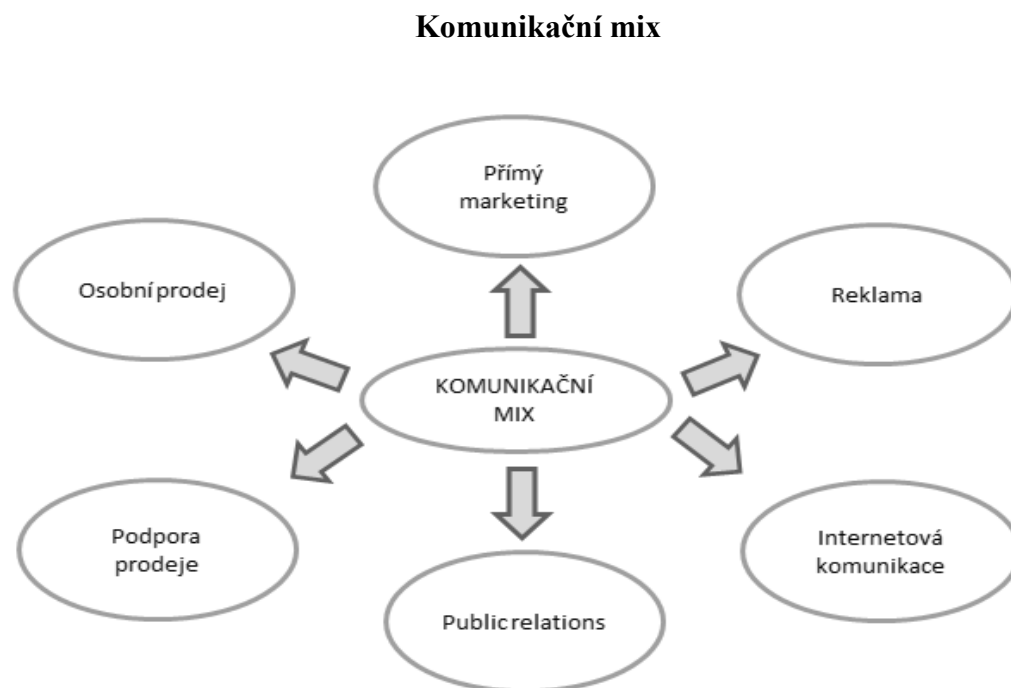 Komunikační mix
Přímý
marketing
Osobní prodej
Reklama
KOMUNIKAČNÍ
MIX
Podpora
prodeje
Internetová
komunikace
Public relations